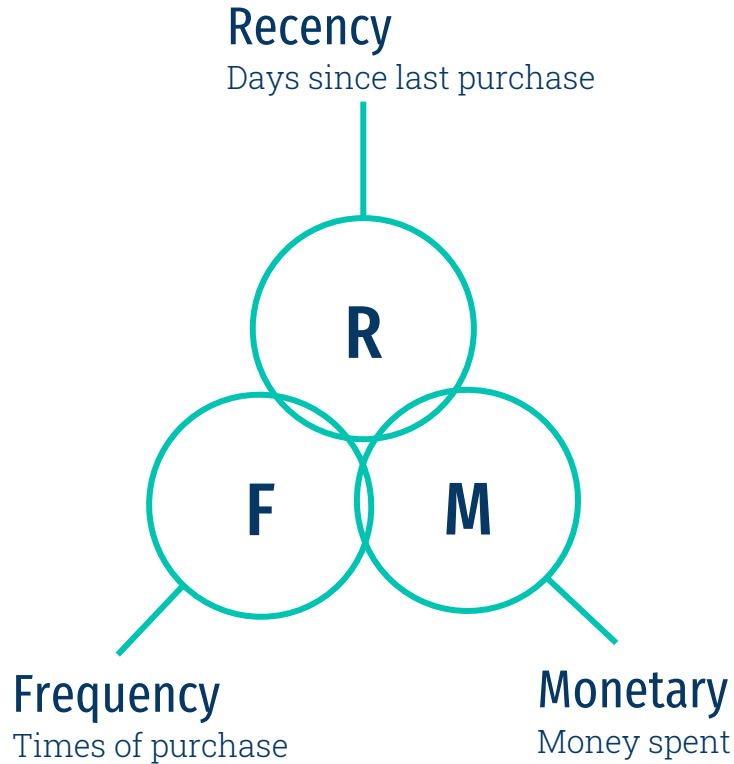 Recency
Days since last purchase
R
F
M
Frequency
Times of purchase
Monetary
Money spent